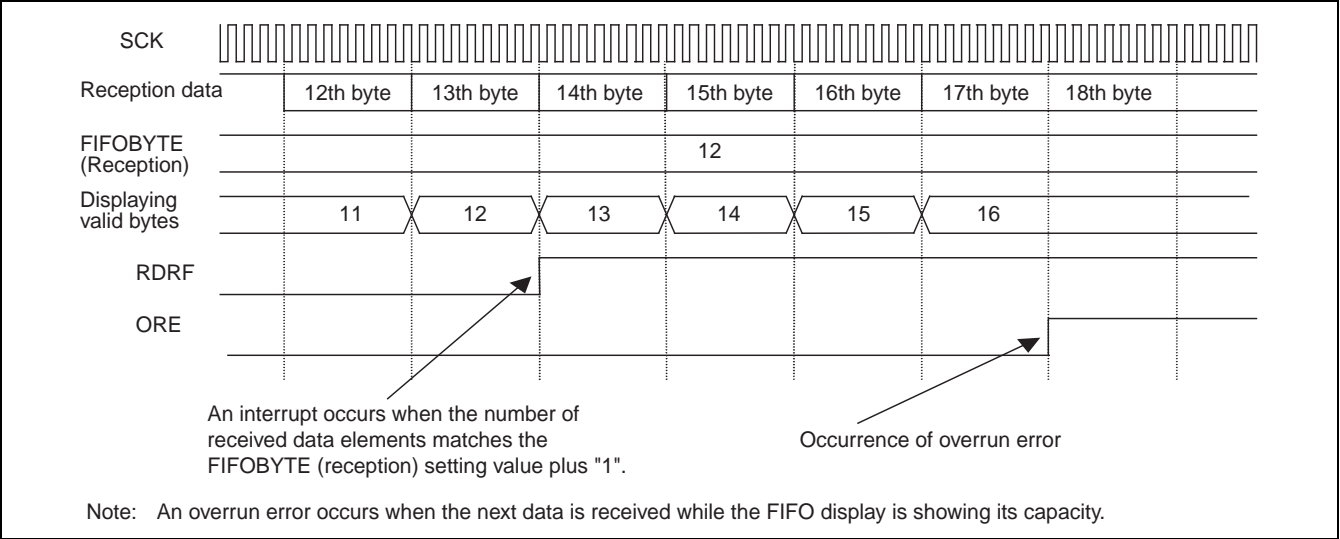 SCK
Reception data
12th byte 13th byte 14th byte 15th byte 16th byte 17th byte 18th byte
FIFOBYTE
(Reception)
12
Displaying
valid bytes
11 12 13 14 15 16
RDRF
ORE
An interrupt occurs when the number of
received data elements matches the
FIFOBYTE (reception) setting value plus "1".
Occurrence of overrun error
Note: An overrun error occurs when the next data is received while the FIFO display is showing its capacity.